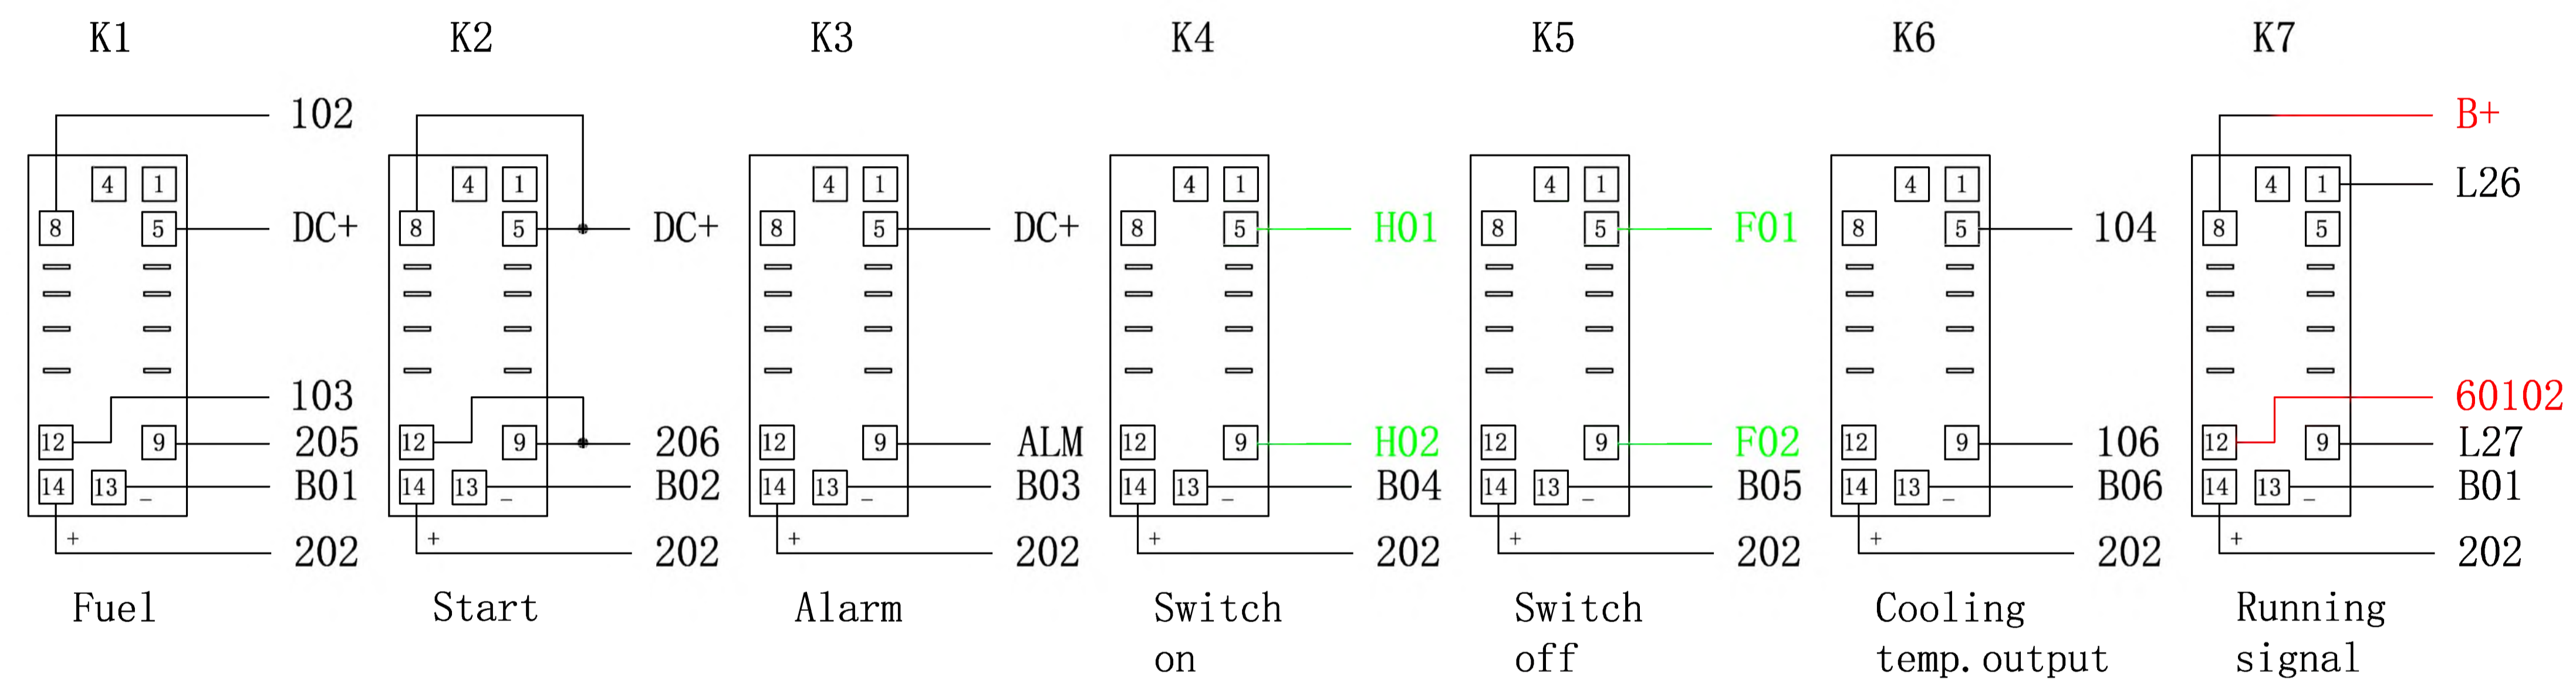 K1 K2 K3 K4 K5 K6 K7
102 B+
4 1 4 1 4 1 4 1 4 1 4 1 4 1 L26
8 5 DC+ 8 5 DC+ 8 5 DC+ 8 5 H01 8 5 F01 8 5 104 8 5
103 60102
12 9 205 12 9 206 12 9 ALM 12 9 H02 12 9 F02 12 9 106 12 9 L27
14 13 _ B01 14 13 _ B02 14 13 _ B03 14 13 _ B04 14 13 _ B05 14 13 _ B06 14 13 _ B01
+ 202 + 202 + 202 + 202 + 202 + 202 + 202
Fuel Start Alarm Switch Switch Cooling Running
on off temp.output signal